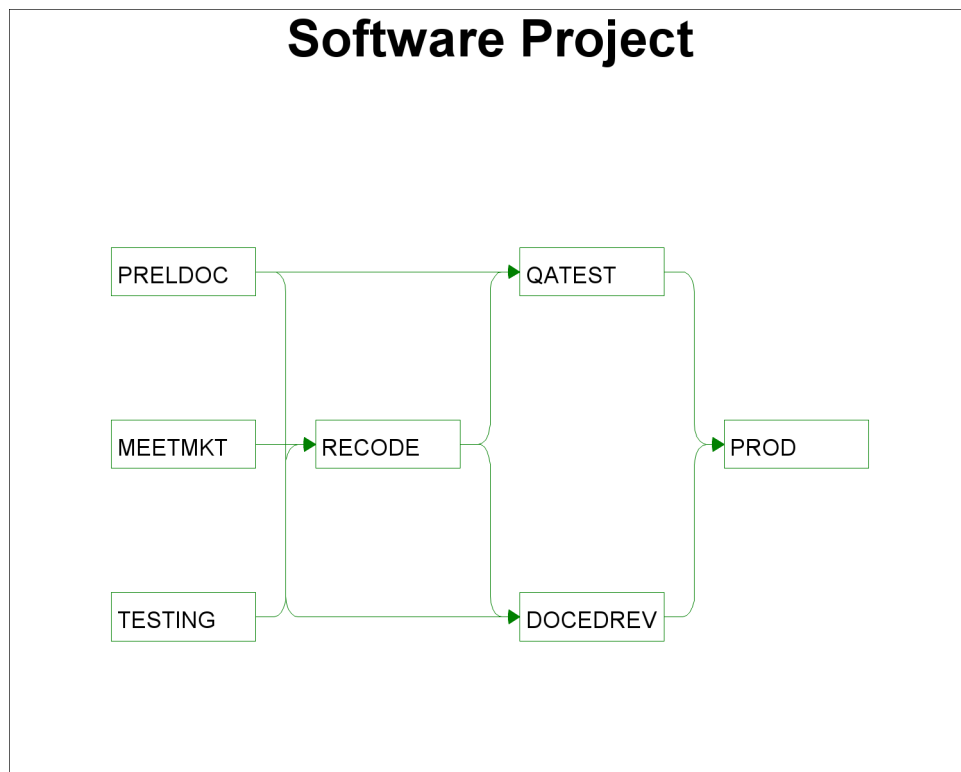 Software Project
PRELDOC
QATEST
MEETMKT
RECODE
PROD
TESTING
DOCEDREV